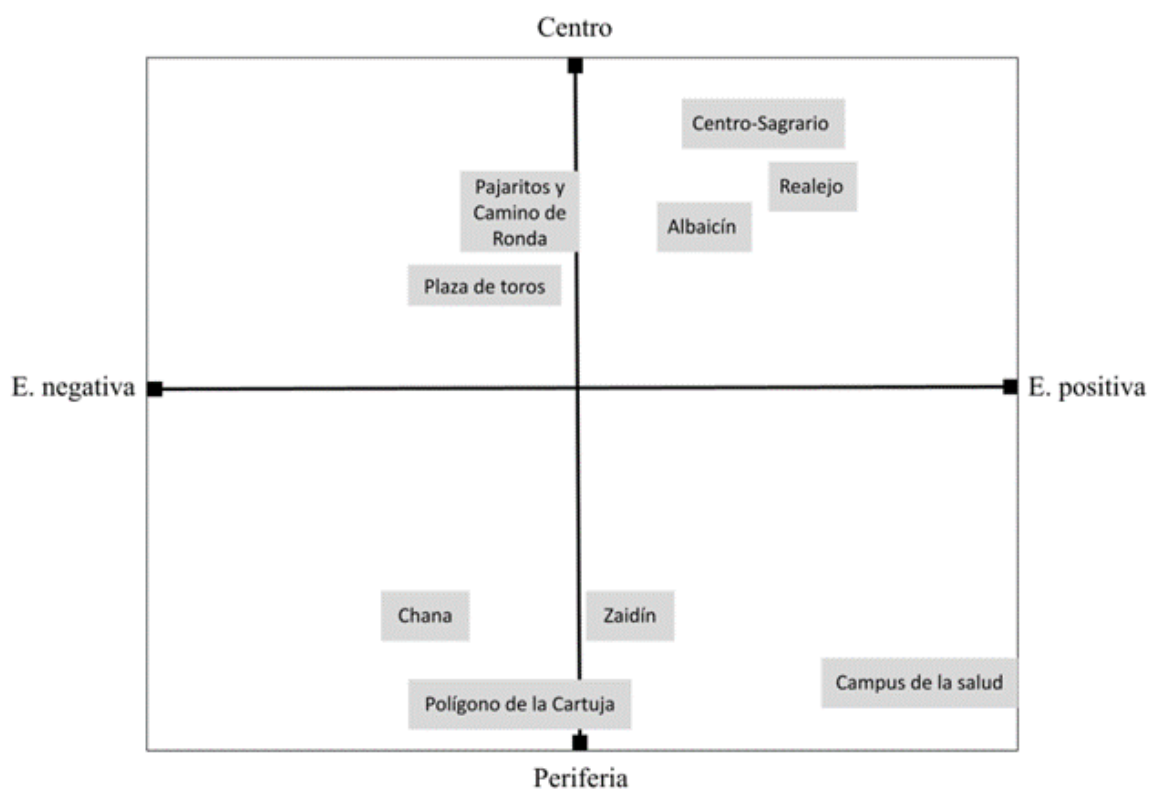 Centro
Centro-Sagrario
Pajaritos y
Camino de
Ronda
Realejo
Albaicín
Plaza de toros
E. negativa
E. positiva
Chana
Zaidín
Campus de la salud
Polígono de la Cartuja
Periferia